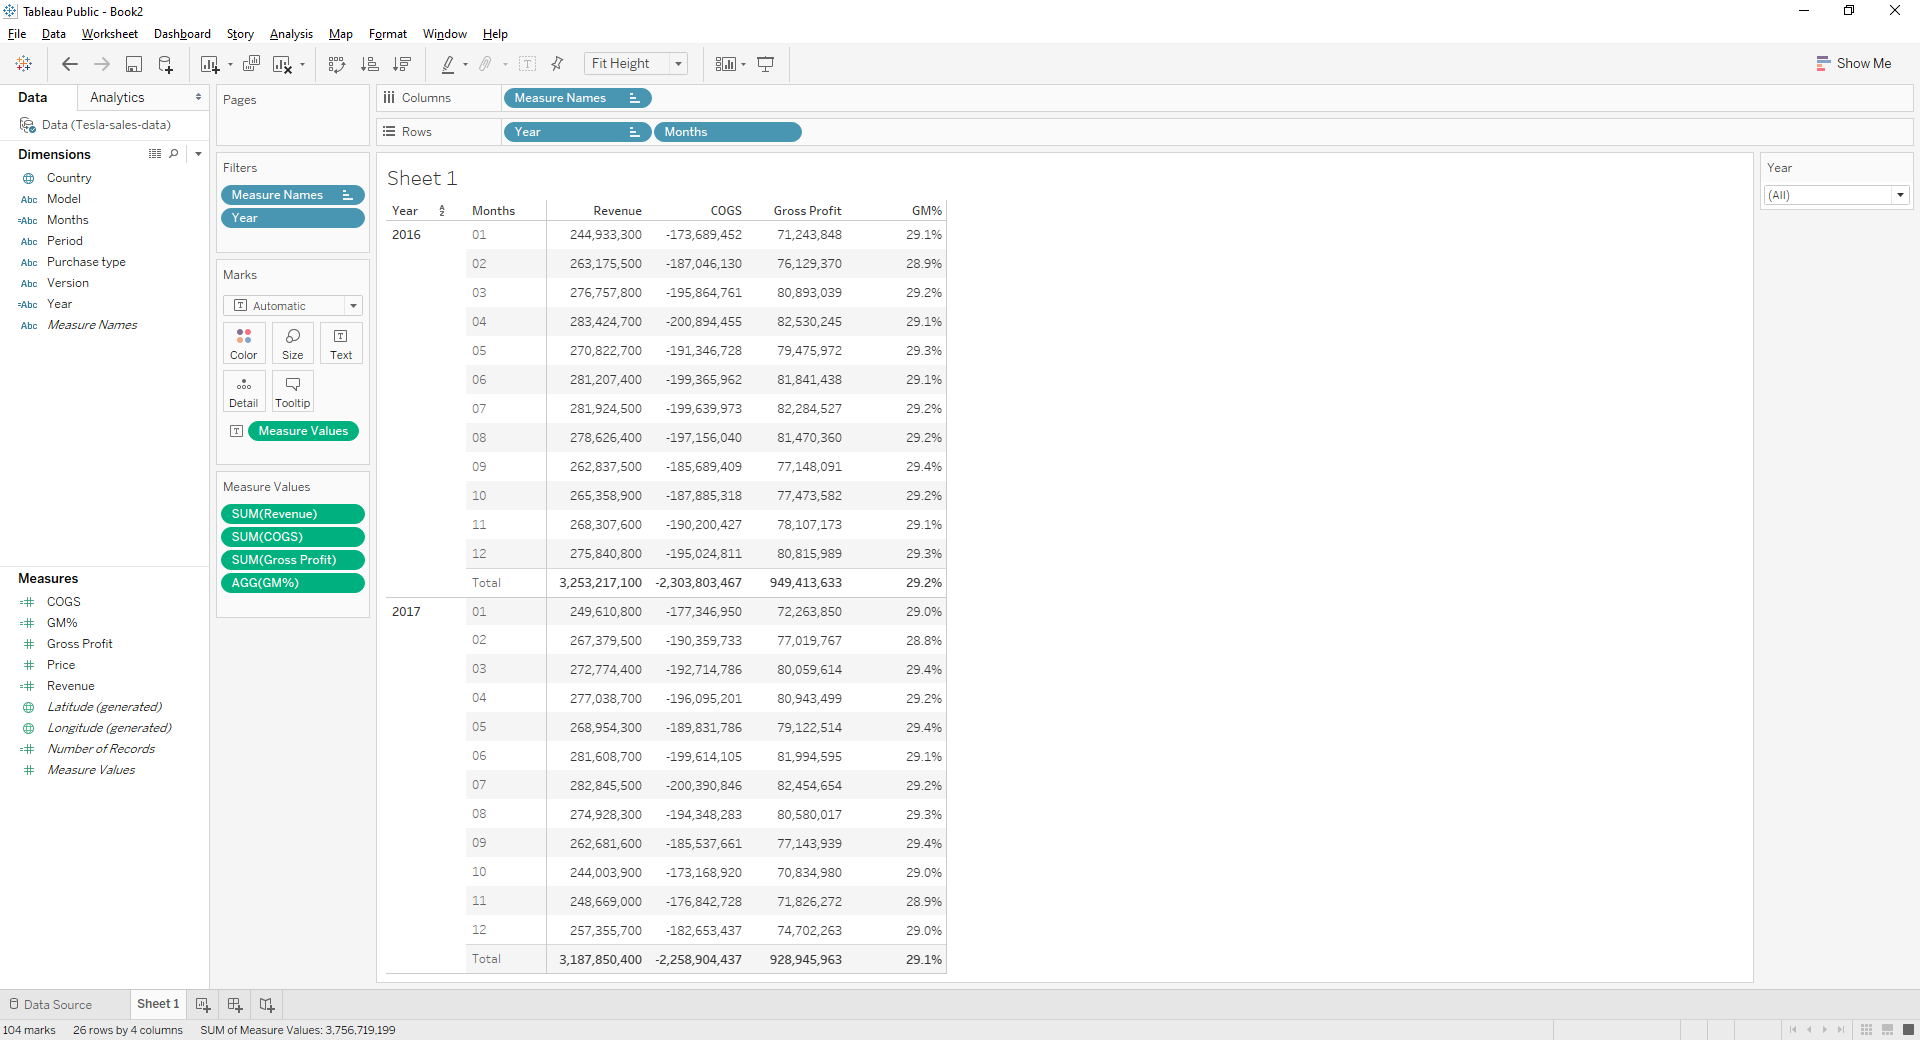 Tableau Public - Book2
File Data Worksheet Dashboard Story Analysis Map Format Window Help
Fit Height
Show Me
Data Analytics
Data (Tesla-sales-data)
Dimensions
Country
Abc Model
=Abc Months
Abc Period
Abc Purchase type
Abc Version
=Abc Year
Abc Measure Names
Measures
COGS
GM%
Gross Profit
Price
Revenue
Latitude (generated)
Longitude (generated)
Number of Records
Measure Values
Pages
Filters
Measure Names
Year
Marks
Automatic
Color Size Text
Detail Tooltip
Measure Values
Measure Values
SUM(Revenue)
SUM(COGS)
SUM(Gross Profit)
AGG(GM%)
Columns Measure Names
Rows Year Months
Sheet 1
Year Months Revenue COGS Gross Profit GM%
2016 01 244,933,300 -173,689,452 71,243,848 29.1%
02 263,175,500 -187,046,130 76,129,370 28.9%
03 276,757,800 -195,864,761 80,893,039 29.2%
04 283,424,700 -200,894,455 82,530,245 29.1%
05 270,822,700 -191,346,728 79,475,972 29.3%
06 281,207,400 -199,365,962 81,841,438 29.1%
07 281,924,500 -199,639,973 82,284,527 29.2%
08 278,626,400 -197,156,040 81,470,360 29.2%
09 262,837,500 -185,689,409 77,148,091 29.4%
10 265,358,900 -187,885,318 77,473,582 29.2%
11 268,307,600 -190,200,427 78,107,173 29.1%
12 275,840,800 -195,024,811 80,815,989 29.3%
Total 3,253,217,100 -2,303,803,467 949,413,633 29.2%
2017 01 249,610,800 -177,346,950 72,263,850 29.0%
02 267,379,500 -190,359,733 77,019,767 28.8%
03 272,774,400 -192,714,786 80,059,614 29.4%
04 277,038,700 -196,095,201 80,943,499 29.2%
05 268,954,300 -189,831,786 79,122,514 29.4%
06 281,608,700 -199,614,105 81,994,595 29.1%
07 282,845,500 -200,390,846 82,454,654 29.2%
08 274,928,300 -194,348,283 80,580,017 29.3%
09 262,681,600 -185,537,661 77,143,939 29.4%
10 244,003,900 -173,168,920 70,834,980 29.0%
11 248,669,000 -176,842,728 71,826,272 28.9%
12 257,355,700 -182,653,437 74,702,263 29.0%
Total 3,187,850,400 -2,258,904,437 928,945,963 29.1%
Year
(All)
Data Source Sheet 1
104 marks 26 rows by 4 columns SUM of Measure Values: 3,756,719,199